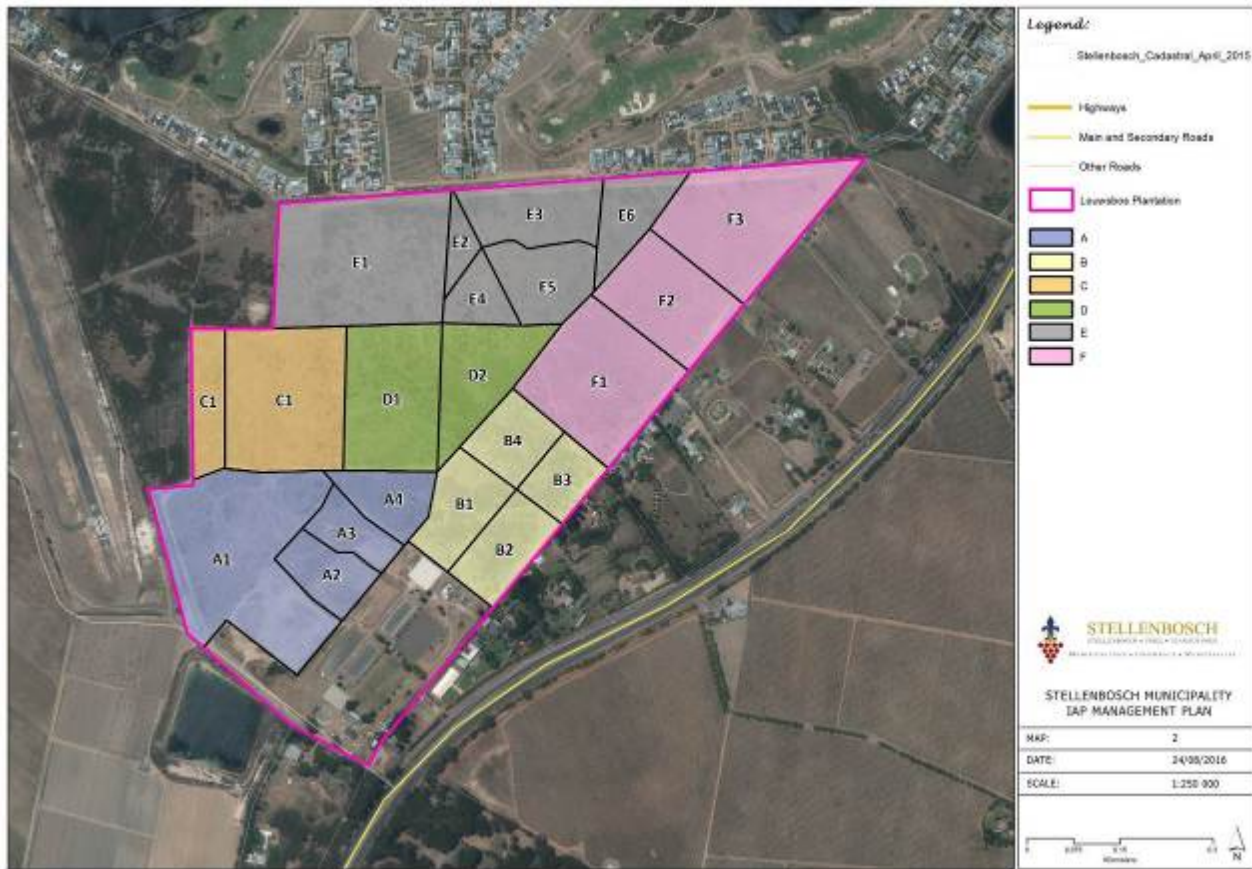 E3
E6
F3
E2
E1
E5
E4
F2
D2
F1
C1
C1
D1
B4
B3
A4
B1
A3
B2
A1
A2
Legend:
Stellenbosch_Cadastral_April_2015
Highways
Main and Secondary Roads
Other Roads
Louwsbos Plantation
A
B
C
D
E
F
STELLENBOSCH
STELLENBOSCH MUNICIPALITY
IAP MANAGEMENT PLAN
MAP: 2
DATE: 24/08/2016
SCALE: 1:250 000
Kilometers
N